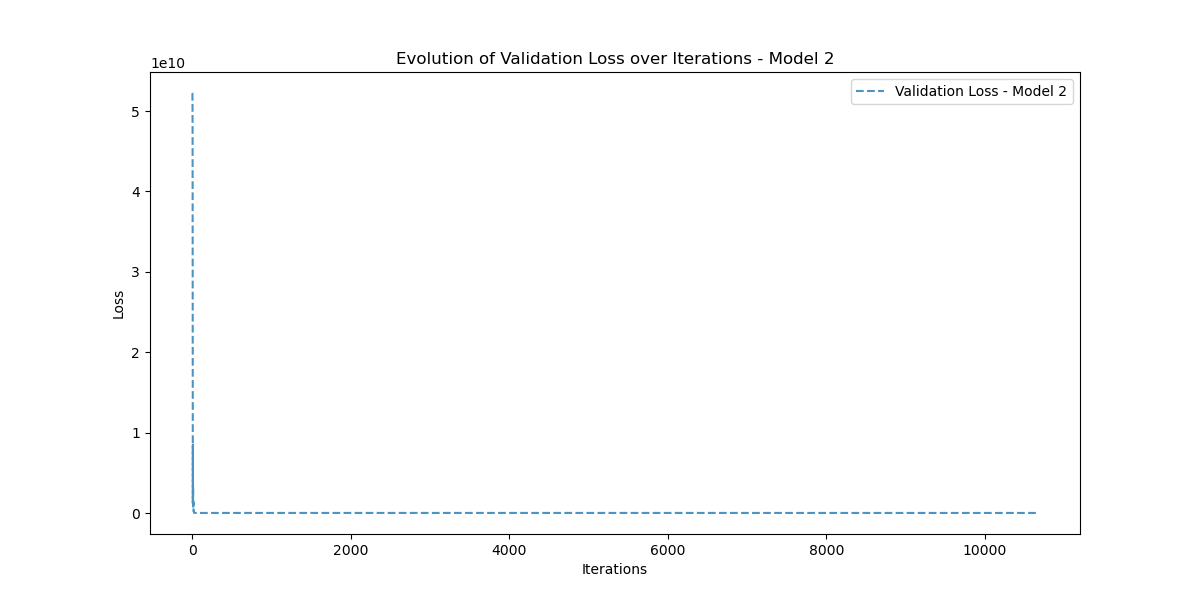 Evolution of Validation Loss over Iterations - Model 2
1e10
Validation Loss - Model 2
5
4
3
2
1
0
Loss
0 2000 4000 6000 8000 10000
Iterations